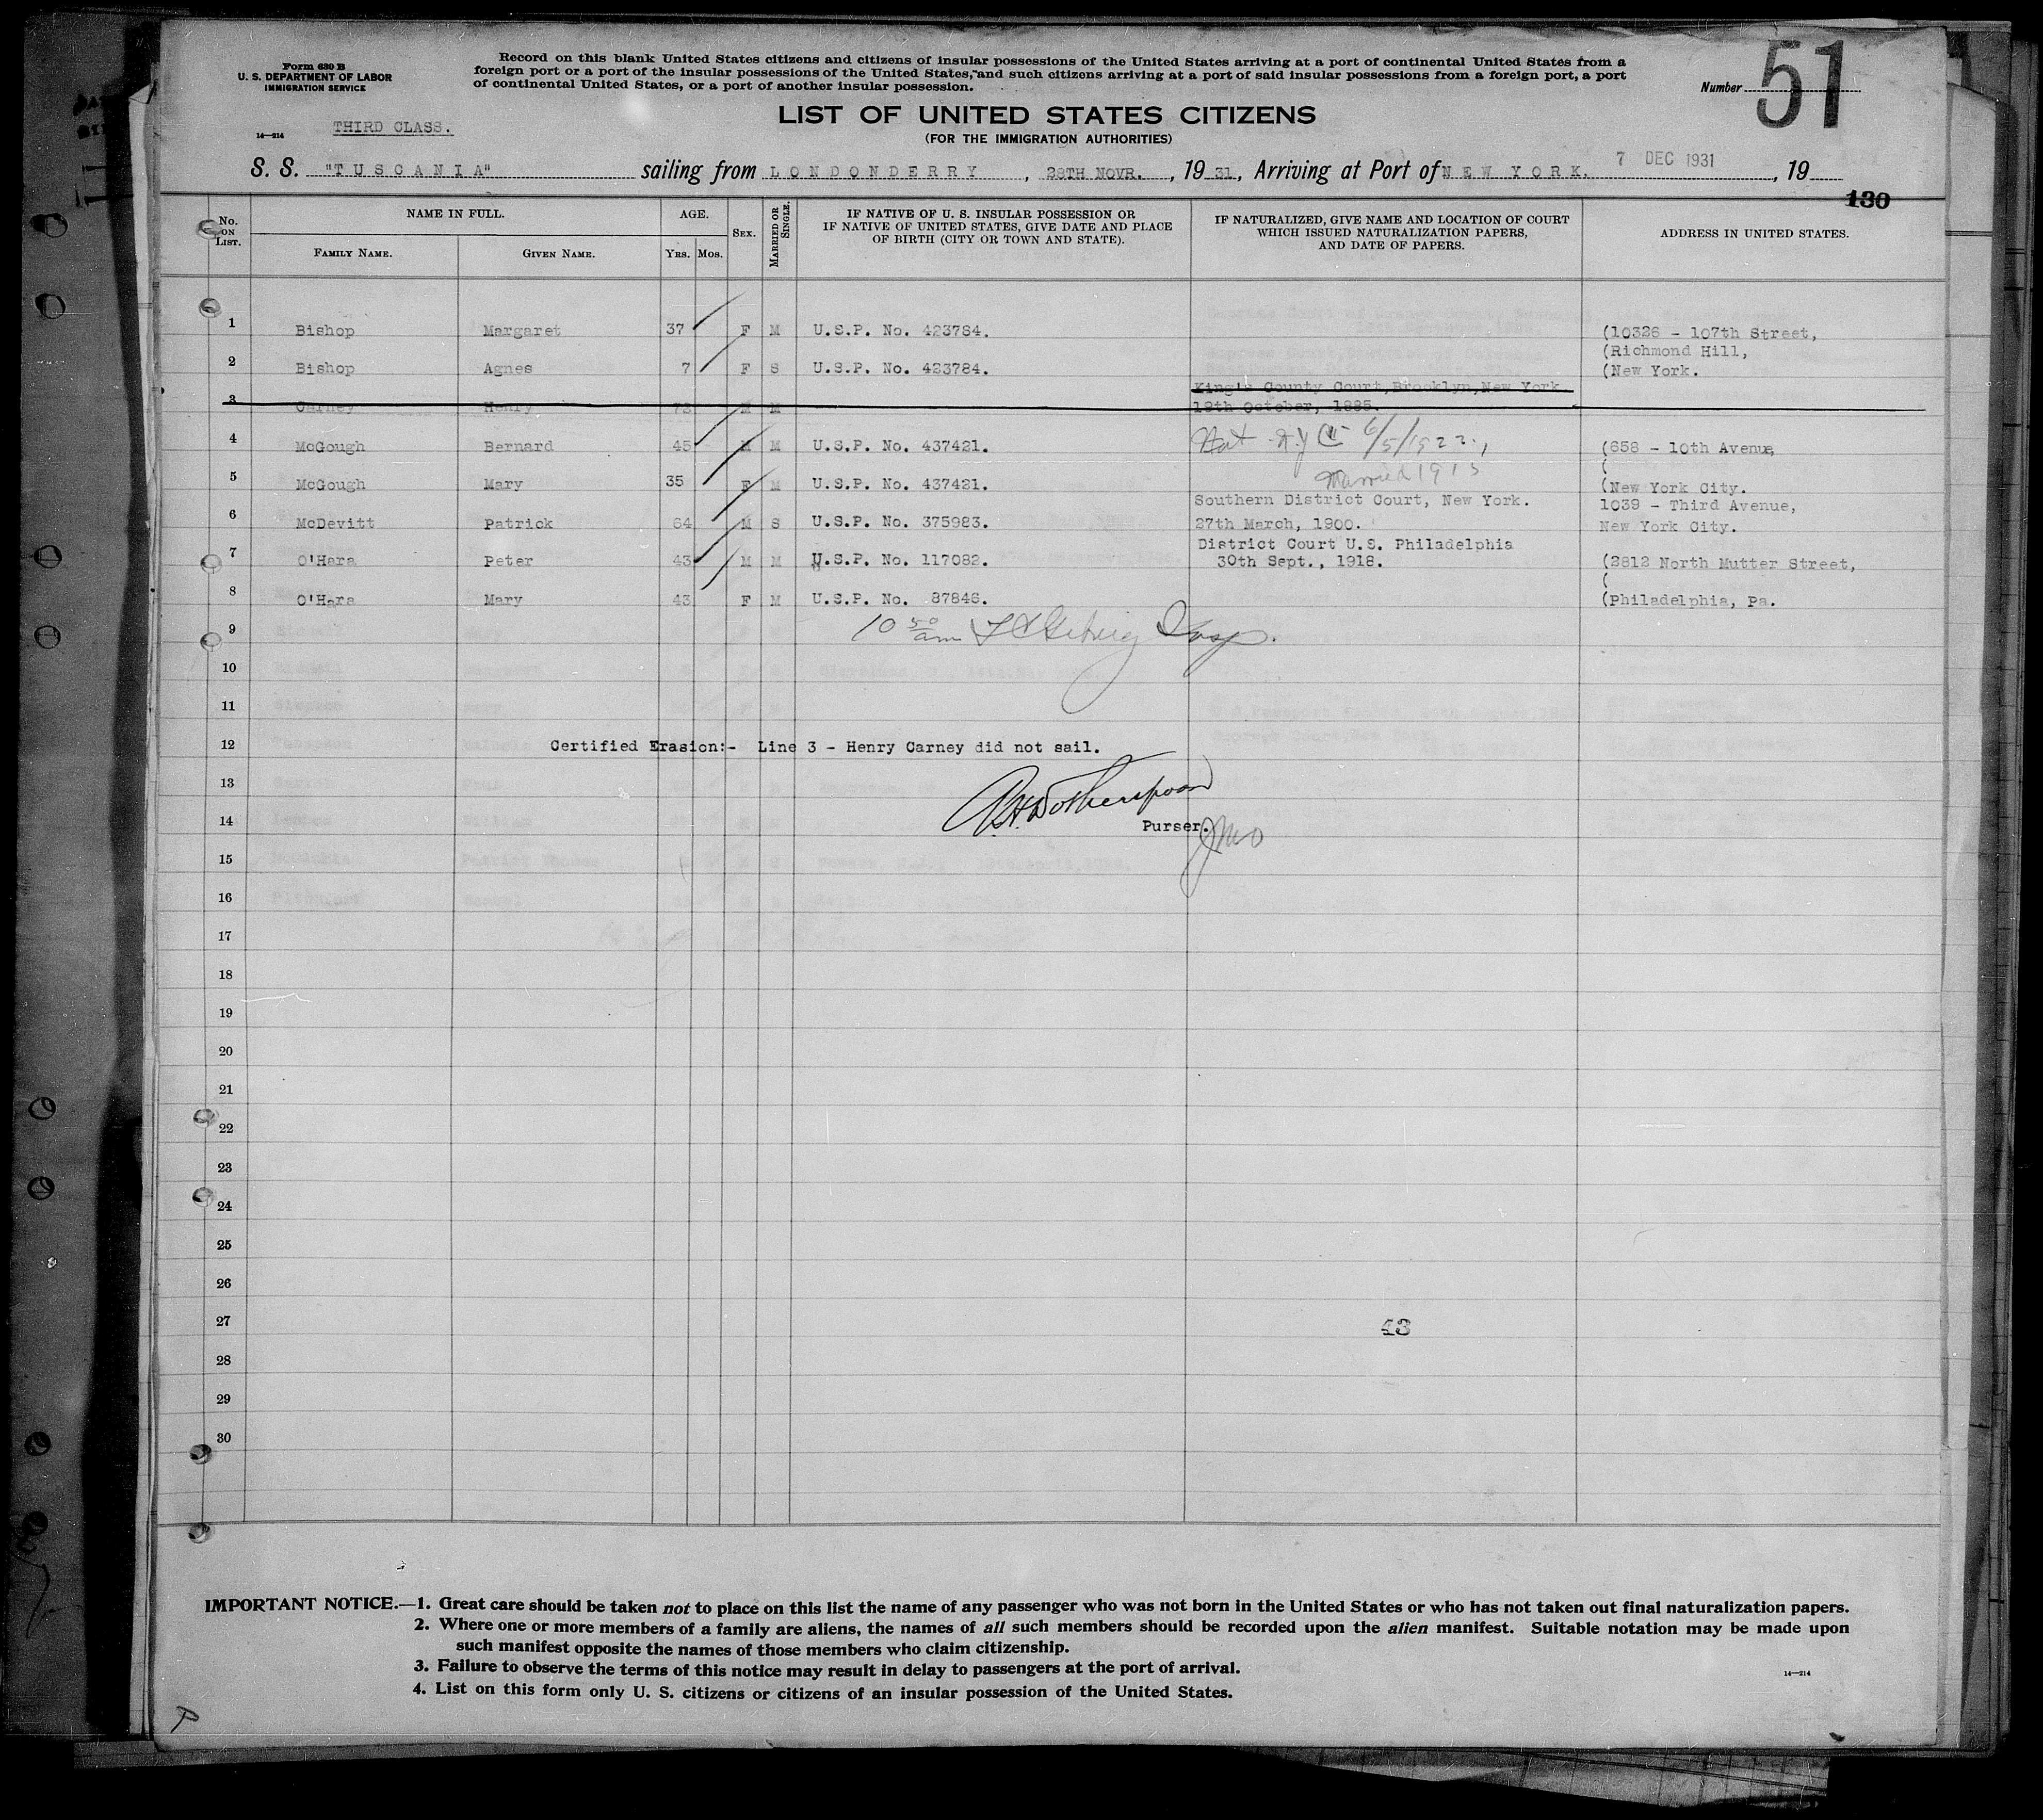 Form 630 B
U. S. DEPARTMENT OF LABOR
IMMIGRATION SERVICE
Record on this blank United States citizens and citizens of insular possessions of the United States arriving at a port of continental United States from a
foreign port or a port of the insular possessions of the United States, and such citizens arriving at a port of said insular possessions from a foreign port, a port
of continental United States, or a port of another insular possession.
Number 51
LIST OF UNITED STATES CITIZENS
(FOR THE IMMIGRATION AUTHORITIES)
14—214
THIRD CLASS.
S. S. "TUSCANIA" sailing from LONDONDERRY, 28TH NOVR., 1931, Arriving at Port of NEW YORK. 7 DEC 1931, 19
130
No. ON LIST. NAME IN FULL. AGE. SEX. MARRIED OR SINGLE. IF NATIVE OF U. S. INSULAR POSSESSION OR IF NATIVE OF UNITED STATES, GIVE DATE AND PLACE OF BIRTH (CITY OR TOWN AND STATE). IF NATURALIZED, GIVE NAME AND LOCATION OF COURT WHICH ISSUED NATURALIZATION PAPERS, AND DATE OF PAPERS. ADDRESS IN UNITED STATES.
FAMILY NAME. GIVEN NAME. YRS. MOS.
1 Bishop Margaret 37 F M U.S.P. No. 423784. (10326 - 107th Street,
(Richmond Hill,
2 Bishop Agnes 7 F S U.S.P. No. 423784. (New York.
King's County Court, Brooklyn, New York
3 Carney Henry 72 M M 12th October, 1885.
4 McGough Bernard 45 M M U.S.P. No. 437421. Nat N.Y. 6/5/1922. (658 - 10th Avenue,
(
5 McGough Mary 35 F M U.S.P. No. 437421. Married 1915 (New York City.
Southern District Court, New York. 1039 - Third Avenue,
6 McDevitt Patrick 64 M S U.S.P. No. 375983. 27th March, 1900. New York City.
District Court U.S. Philadelphia
7 O'Hara Peter 43 M M U.S.P. No. 117082. 30th Sept., 1918. (2812 North Mutter Street,
(
8 O'Hara Mary 43 F M U.S.P. No. 87846. (Philadelphia, Pa.
9 10 50 am Insp.
10
11
12 Certified Erasion:- Line 3 - Henry Carney did not sail.
13
14 Purser.
15
16
17
18
19
20
21
22
23
24
25
26
27 43
28
29
30
IMPORTANT NOTICE.—1. Great care should be taken not to place on this list the name of any passenger who was not born in the United States or who has not taken out final naturalization papers.
2. Where one or more members of a family are aliens, the names of all such members should be recorded upon the alien manifest. Suitable notation may be made upon
such manifest opposite the names of those members who claim citizenship.
3. Failure to observe the terms of this notice may result in delay to passengers at the port of arrival.
14—214
4. List on this form only U. S. citizens or citizens of an insular possession of the United States.